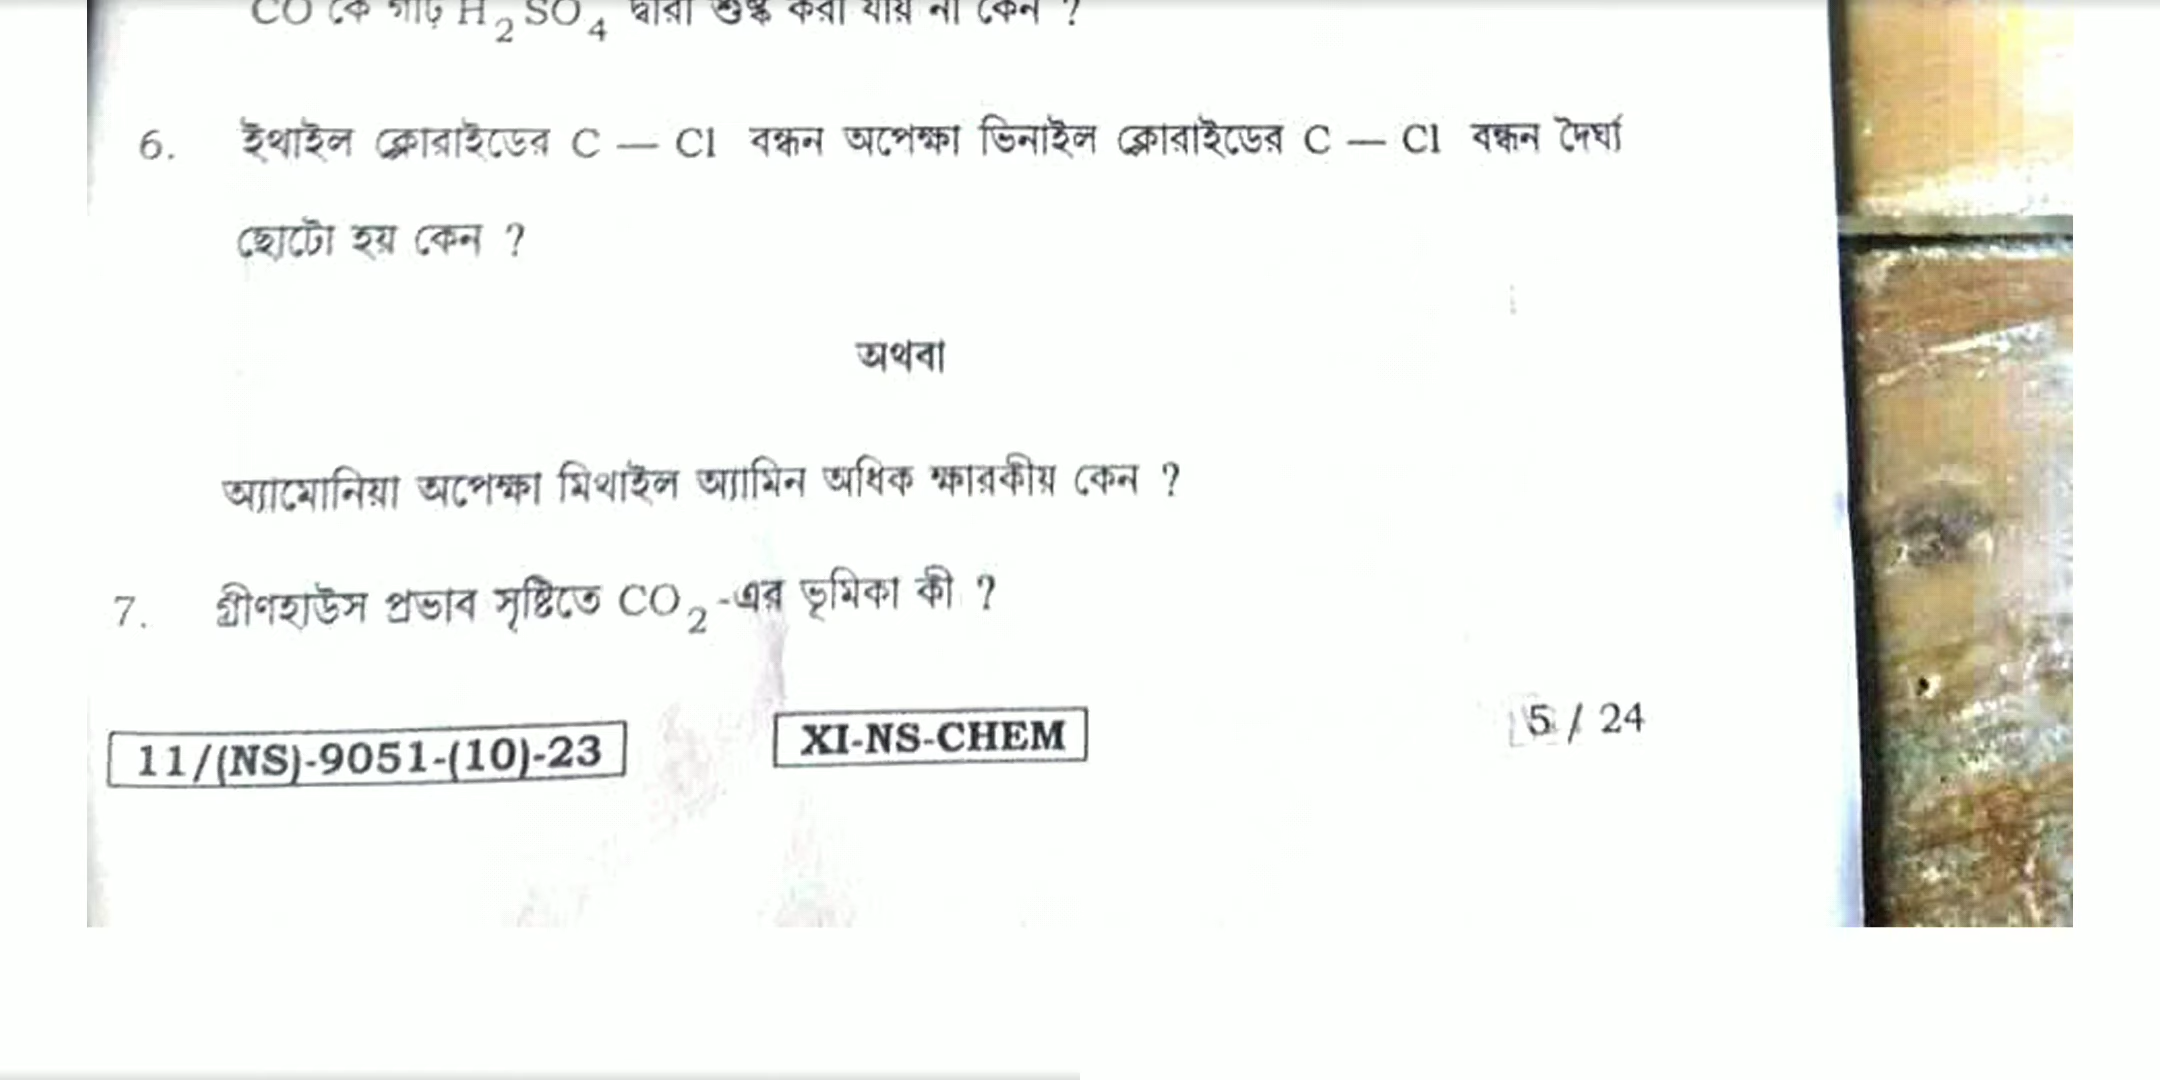 CO কে গাঢ় H2SO4 দ্বারা শুষ্ক করা যায় না কেন ?
6. ইথাইল ক্লোরাইডের C — Cl বন্ধন অপেক্ষা ভিনাইল ক্লোরাইডের C — Cl বন্ধন দৈর্ঘ্য
ছোটো হয় কেন ?
অথবা
অ্যামোনিয়া অপেক্ষা মিথাইল অ্যামিন অধিক ক্ষারকীয় কেন ?
7. গ্রীণহাউস প্রভাব সৃষ্টিতে CO2-এর ভূমিকা কী ?
11/(NS)-9051-(10)-23 XI-NS-CHEM 5 / 24